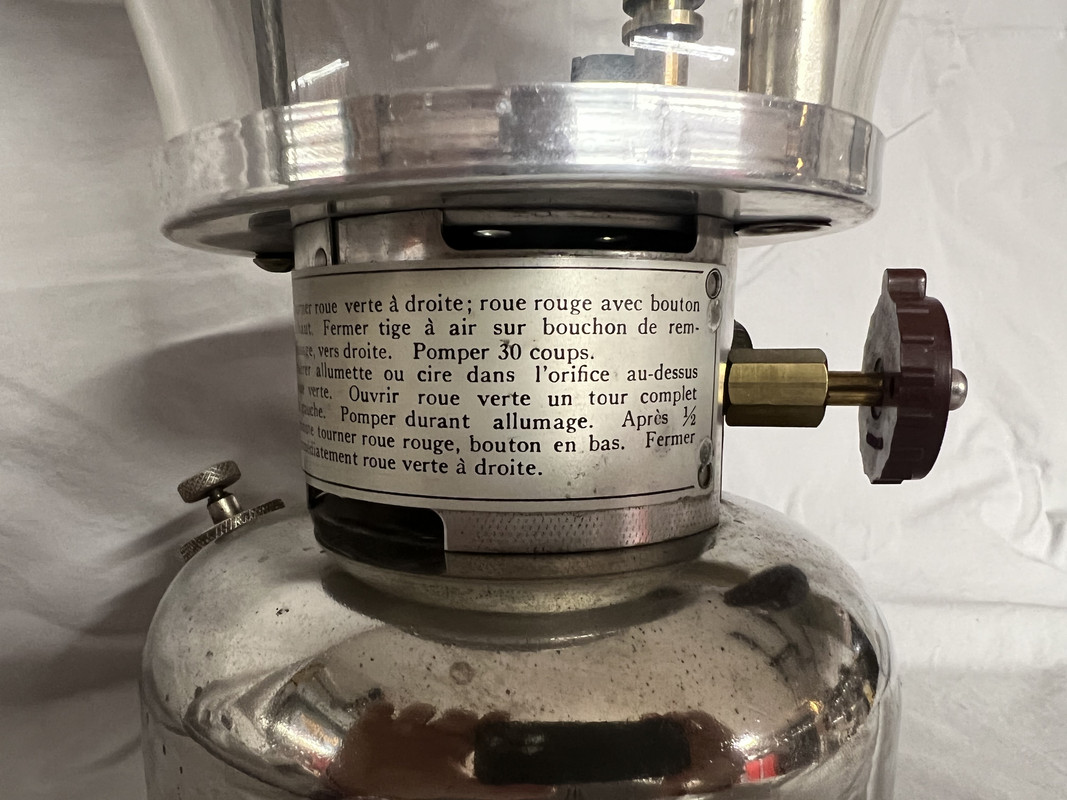 roue verte à droite; roue rouge avec bouton
haut. Fermer tige à air sur bouchon de rem-
vers droite. Pomper 30 coups.
allumette ou cire dans l'orifice au-dessus
verte. Ouvrir roue verte un tour complet
gauche. Pomper durant allumage. Après ½
tourner roue rouge, bouton en bas. Fermer
roue verte à droite.